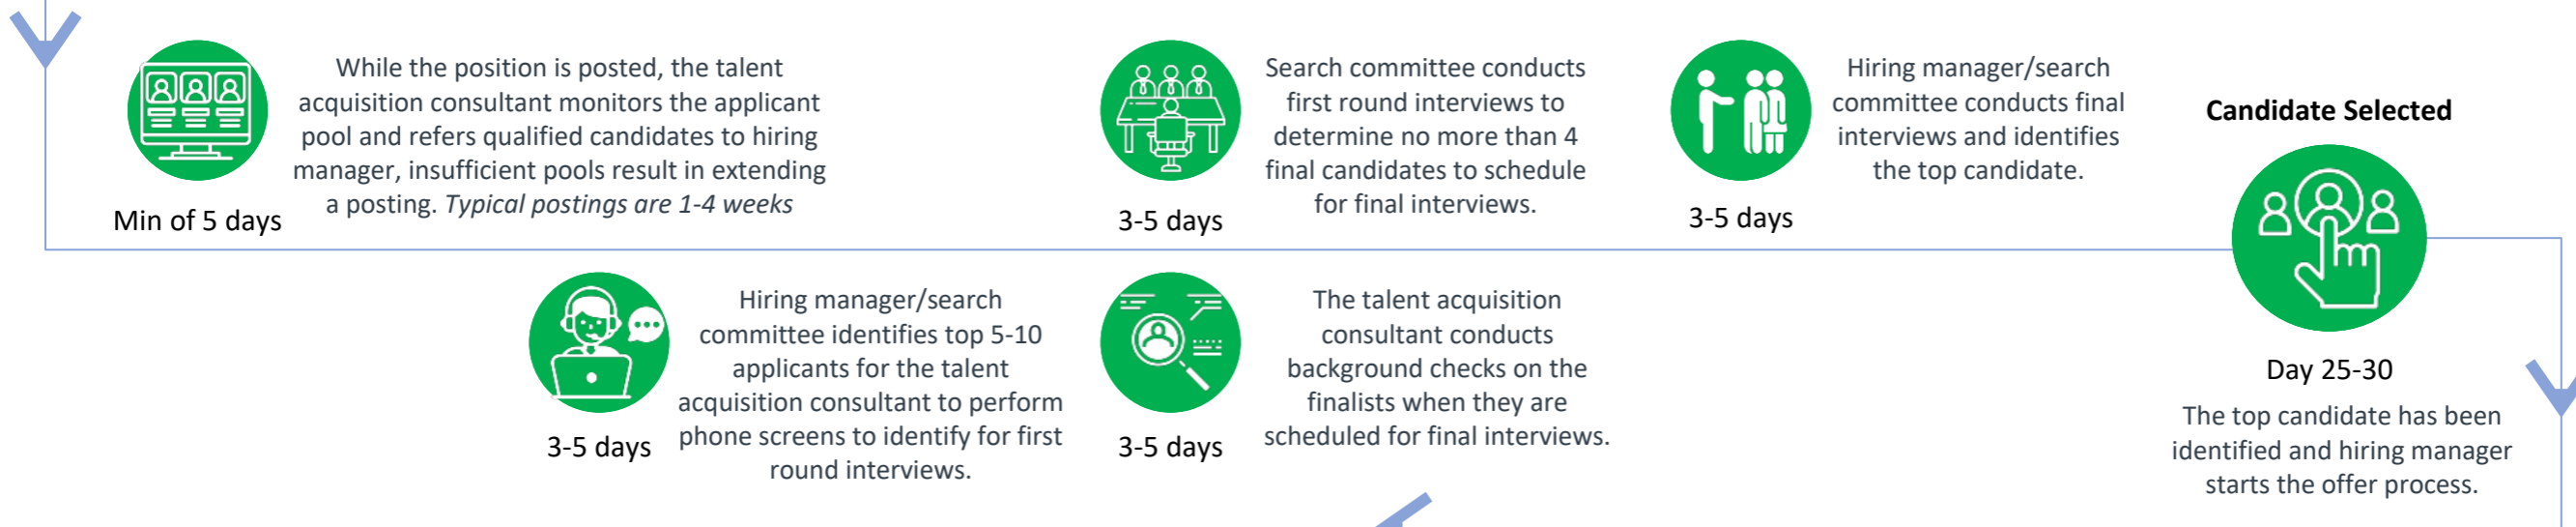 While the position is posted, the talent
acquisition consultant monitors the applicant
pool and refers qualified candidates to hiring
manager, insufficient pools result in extending
a posting. Typical postings are 1-4 weeks
Min of 5 days
Hiring manager/search
committee identifies top 5-10
applicants for the talent
acquisition consultant to perform
phone screens to identify for first
round interviews.
3-5 days
Search committee conducts
first round interviews to
determine no more than 4
final candidates to schedule
for final interviews.
3-5 days
The talent acquisition
consultant conducts
background checks on the
finalists when they are
scheduled for final interviews.
3-5 days
Hiring manager/search
committee conducts final
interviews and identifies
the top candidate.
3-5 days
Candidate Selected
Day 25-30
The top candidate has been
identified and hiring manager
starts the offer process.